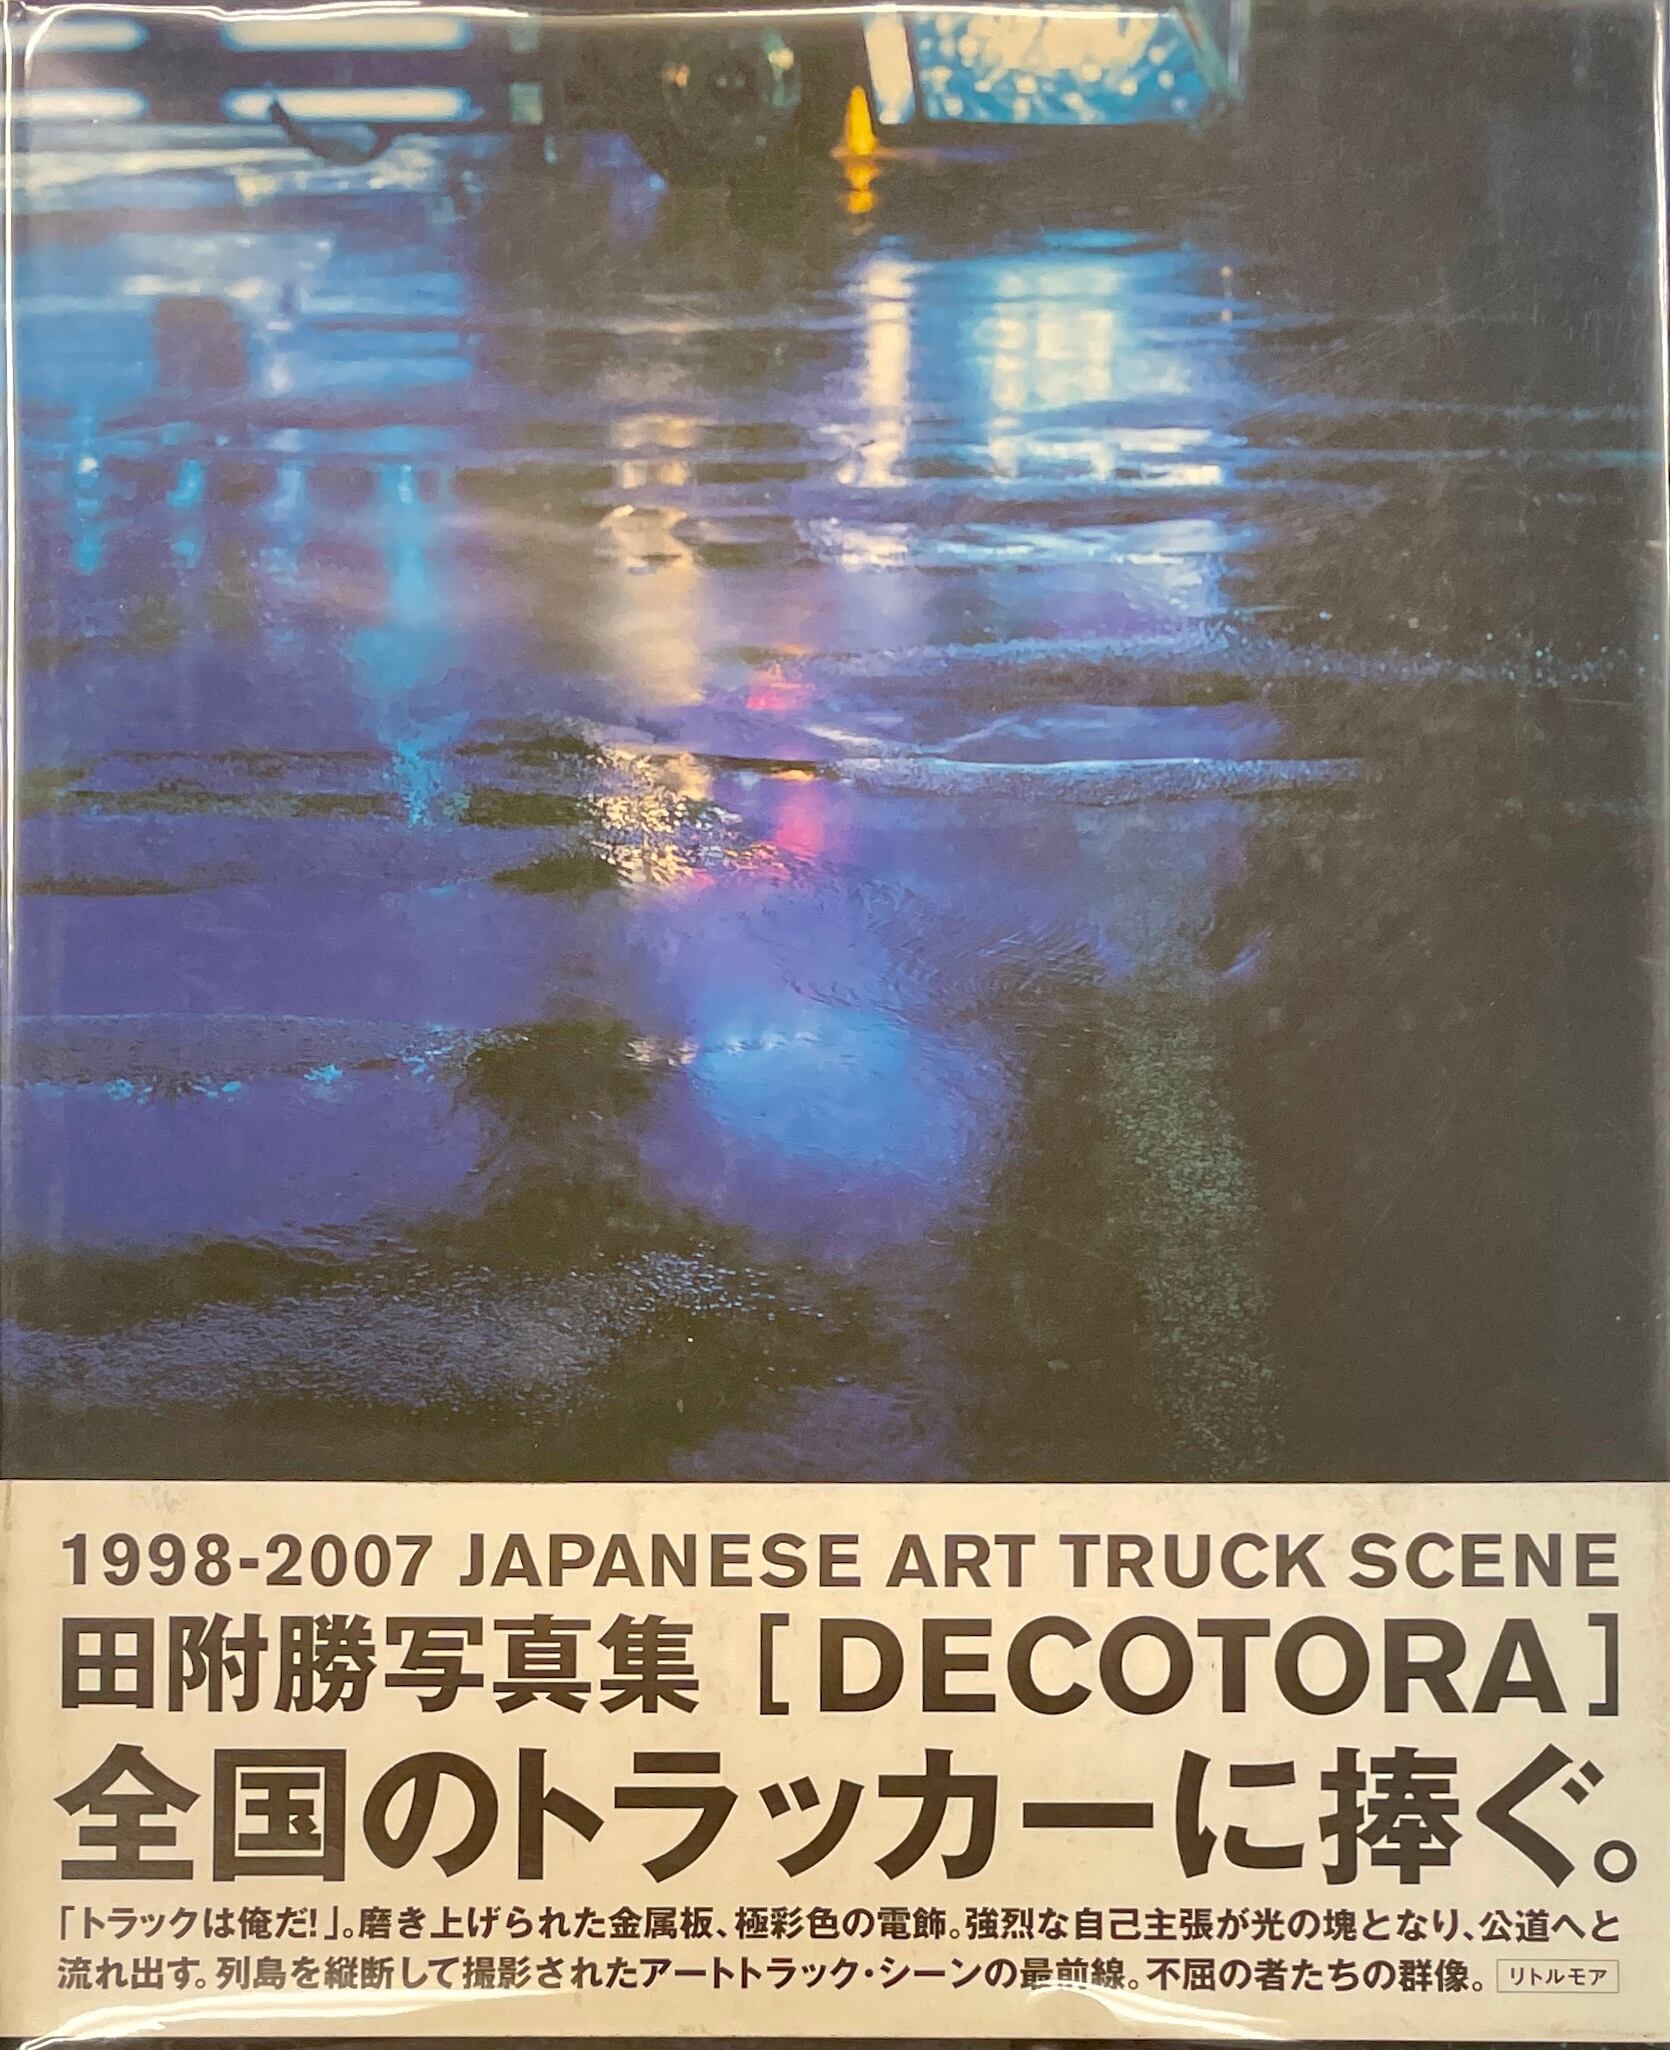 1998-2007 JAPANESE ART TRUCK SCENE
田附勝写真集［DECOTORA］
全国のトラッカーに捧ぐ。
「トラックは俺だ!」。磨き上げられた金属板、極彩色の電飾。強烈な自己主張が光の塊となり、公道へと
流れ出す。列島を縦断して撮影されたアートトラック・シーンの最前線。不屈の者たちの群像。 リトルモア